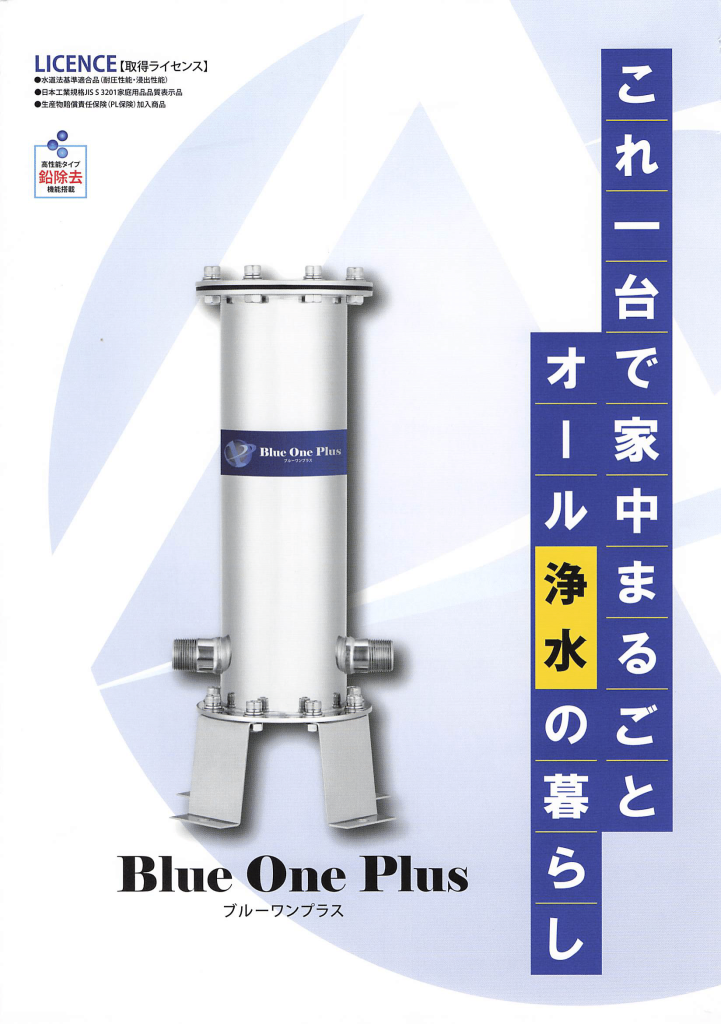 LICENCE【取得ライセンス】
●水道法基準適合品（耐圧性能・浸出性能）
●日本工業規格JIS S 3201家庭用品品質表示品
●生産物賠償責任保険（PL保険）加入商品
高性能タイプ
鉛除去
機能搭載
これ一台で家中まるごと
オール浄水の暮らし
Blue One Plus
ブルーワンプラス
Blue One Plus
ブルーワンプラス